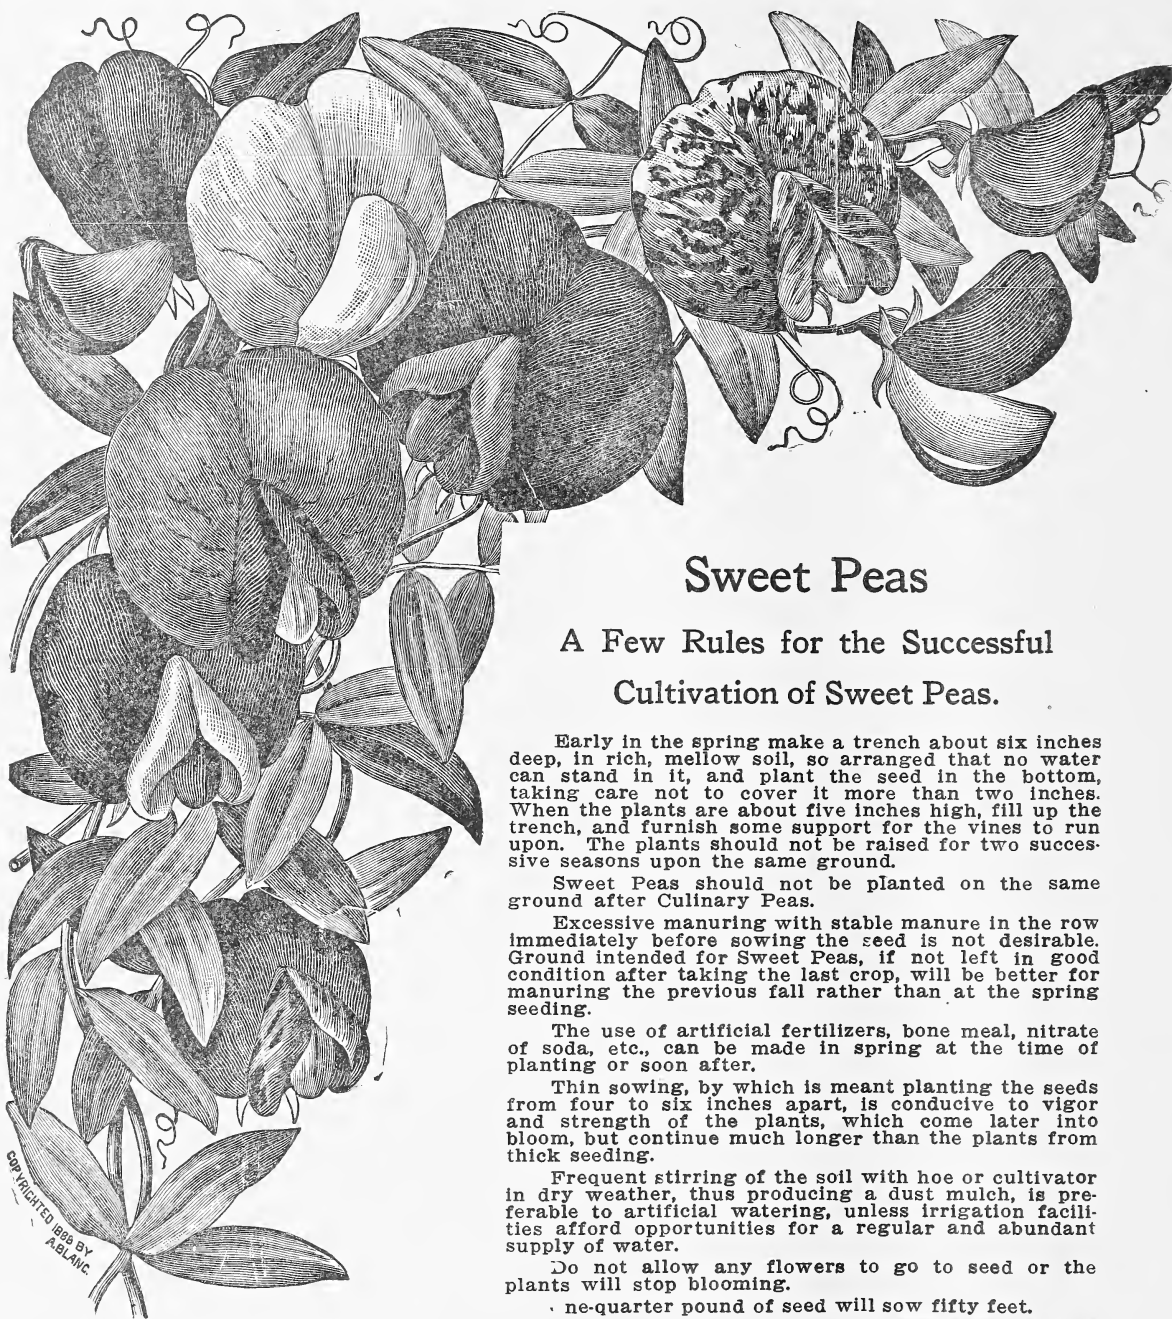 Sweet Peas
A Few Rules for the Successful
Cultivation of Sweet Peas.
Early in the spring make a trench about six inches
deep, in rich, mellow soil, so arranged that no water
can stand in it, and plant the seed in the bottom,
taking care not to cover it more than two inches.
When the plants are about five inches high, fill up the
trench, and furnish some support for the vines to run
upon. The plants should not be raised for two succes-
sive seasons upon the same ground.
Sweet Peas should not be planted on the same
ground after Culinary Peas.
Excessive manuring with stable manure in the row
immediately before sowing the seed is not desirable.
Ground intended for Sweet Peas, if not left in good
condition after taking the last crop, will be better for
manuring the previous fall rather than at the spring
seeding.
The use of artificial fertilizers, bone meal, nitrate
of soda, etc., can be made in spring at the time of
planting or soon after.
Thin sowing, by which is meant planting the seeds
from four to six inches apart, is conducive to vigor
and strength of the plants, which come later into
bloom, but continue much longer than the plants from
thick seeding.
Frequent stirring of the soil with hoe or cultivator
in dry weather, thus producing a dust mulch, is pre-
ferable to artificial watering, unless irrigation facili-
ties afford opportunities for a regular and abundant
supply of water.
Do not allow any flowers to go to seed or the
plants will stop blooming.
ne-quarter pound of seed will sow fifty feet.
COPYRIGHTED 1888 BY
A.BLANC.